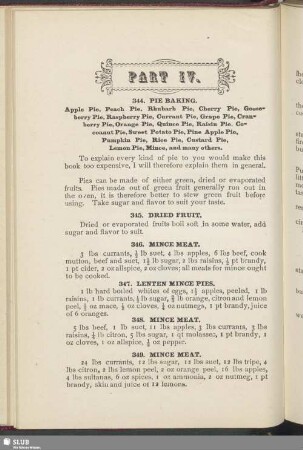 PART IV.
344. PIE BAKING.
Apple Pie, Peach Pie, Rhubarb Pie, Cherry Pie, Goose-
berry Pie, Raspberry Pie, Currant Pie, Grape Pie, Cran-
berry Pie, Orange Pie, Quince Pie, Raisin Pie, Co-
coanut Pie, Sweet Potato Pie, Pine Apple Pie,
Pumpkin Pie, Rice Pie, Custard Pie,
Lemon Pie, Mince, and many others.
To explain every kind of pie to you would make this
book too expensive, I will therefore explain them in general.
Pies can be made of either green, dried or evaporated
fruits. Pies made out of green fruit generally run out in
the oven, it is therefore better to stew green fruit before
using. Take sugar and flavor to suit your taste.
345. DRIED FRUIT,
Dried or evaporated fruits boil soft in some water, add
sugar and flavor to suit
346. MINCE MEAT.
3 lbs currants, ½ lb suet, 4 lbs apples, 6 lbs beef, cook
mutton, beef and suet, 1½ lb sugar, 2 lbs raisins, ½ pt brandy,
1 pt cider, 2 oz allspice, 2 oz cloves; all meats for minces ought
to be cooked.
347. LENTEN MINCE PIES.
1 lb hard boiled whites of eggs, 1½ apples, peeled, 1 lb
raisins, 1 lb currants, ½ lb sugar, lb orange, citron and lemon
peel, ½ oz mace, ½ oz cloves, ½ oz nutmegs, 1 pt brandy, juice
of 6 oranges.
348. MINCE MEAT.
5 lbs beef, 1 lb suet, 11 lbs apples, 3 lbs currants, 3 lbs
raisins, ½ lb citron, 5 lbs sugar, 1 qt molasses, 1 pt brandy, 1
oz cloves, 1 oz allspice, ½ oz pepper.
349. MINCE MEAT.
24 lbs currants, 12 lbs sugar, 12 lbs suet, 12 lbs tripe, 4
lbs citron, 2 lbs lemon peel, 2 oz orange peel, 16 lbs apples,
4 lbs sultanas, 6 oz spices, 1 oz ammonia, 2 oz nutmeg, 1 pt
brandy, skin and juice of 12 lemons.
SLUB